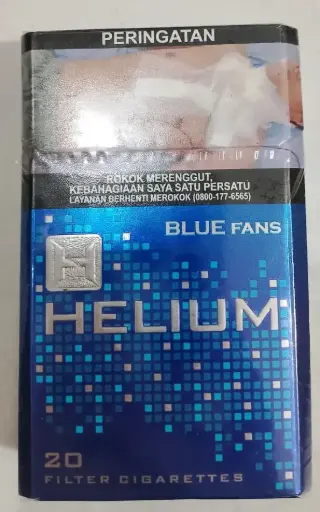 PERINGATAN
ROKOK MERENGGUT,
KEBAHAGIAAN SAYA SATU PERSATU
LAYANAN BERHENTI MEROKOK (0800-177-6565)
BLUE FANS
H
HELIUM
20
FILTER CIGARETTES